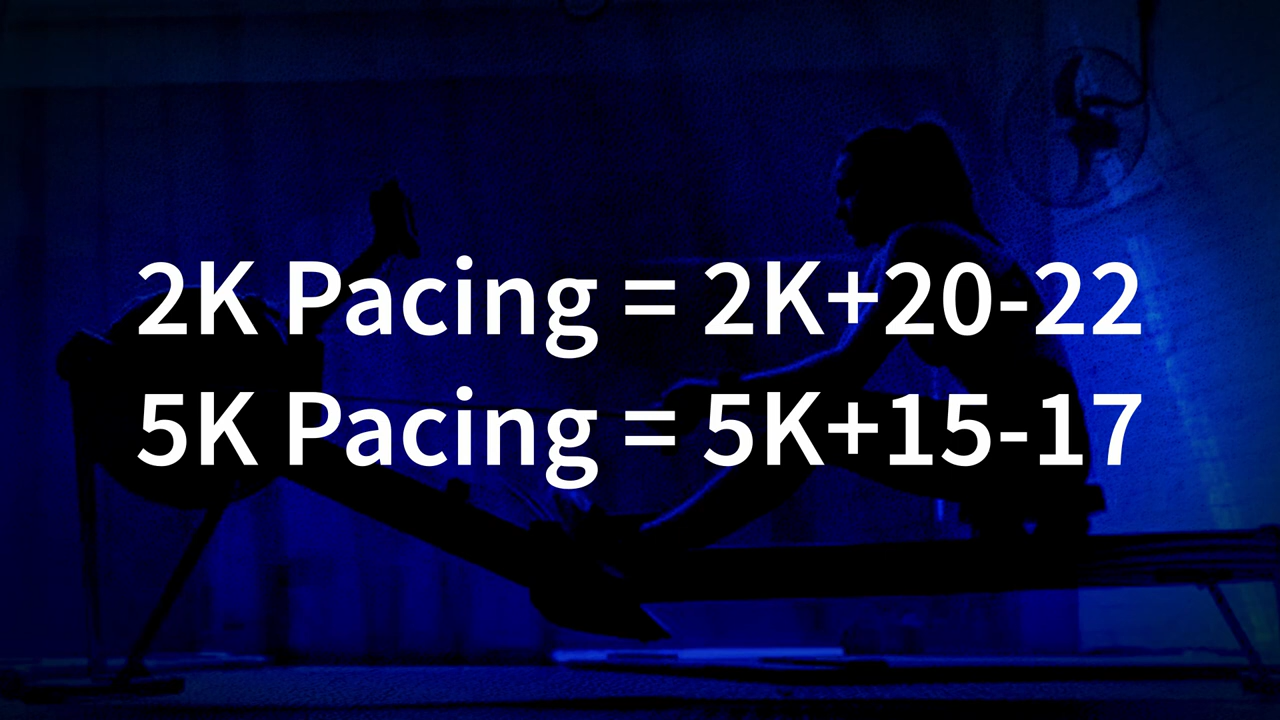 2K Pacing = 2K+20-22
5K Pacing = 5K+15-17